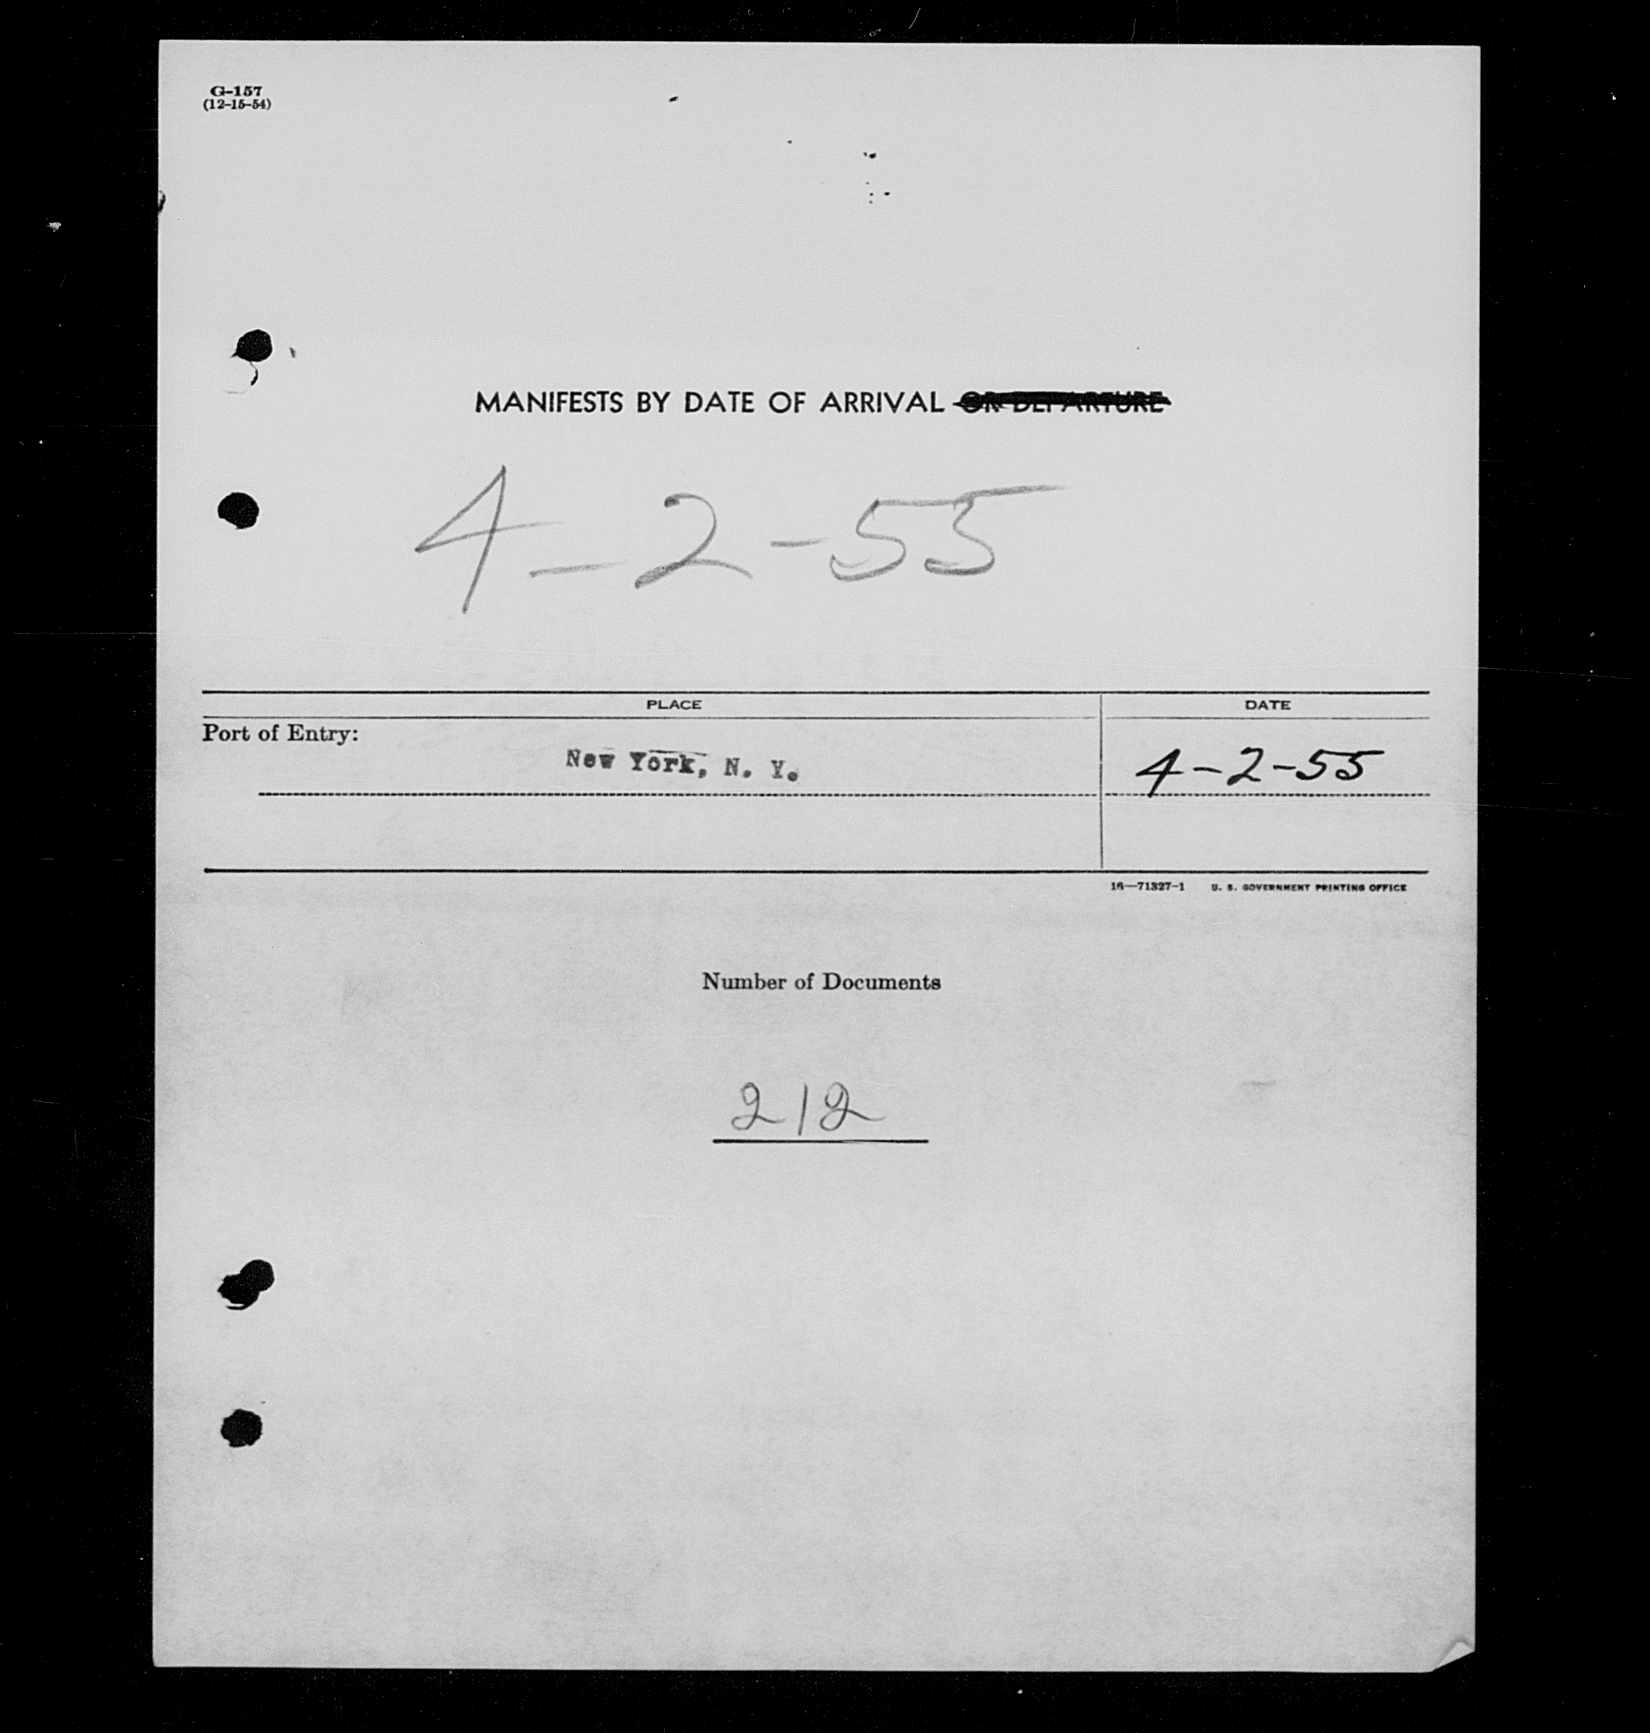 G-157
(12-15-54)
MANIFESTS BY DATE OF ARRIVAL OR DEPARTURE
4-2-55
PLACE DATE
Port of Entry:
New York, N. Y. 4-2-55
16—71327-1 U. S. GOVERNMENT PRINTING OFFICE
Number of Documents
212